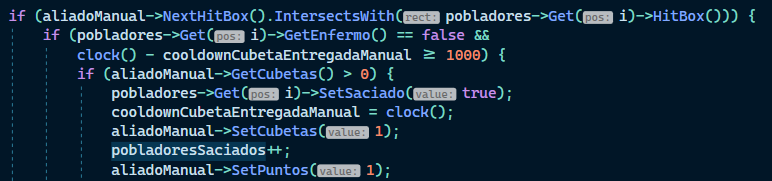 if (aliadoManual->NextHitBox().IntersectsWith(rect: pobladores->Get(pos: i)->HitBox())) {
if (pobladores->Get(pos: i)->GetEnfermo() == false &&
clock() - cooldownCubetaEntregadaManual ≥ 1000) {
if (aliadoManual->GetCubetas() > 0) {
pobladores->Get(pos: i)->SetSaciado(value: true);
cooldownCubetaEntregadaManual = clock();
aliadoManual->SetCubetas(value: 1);
pobladoresSaciados++;
aliadoManual->SetPuntos(value: 1);